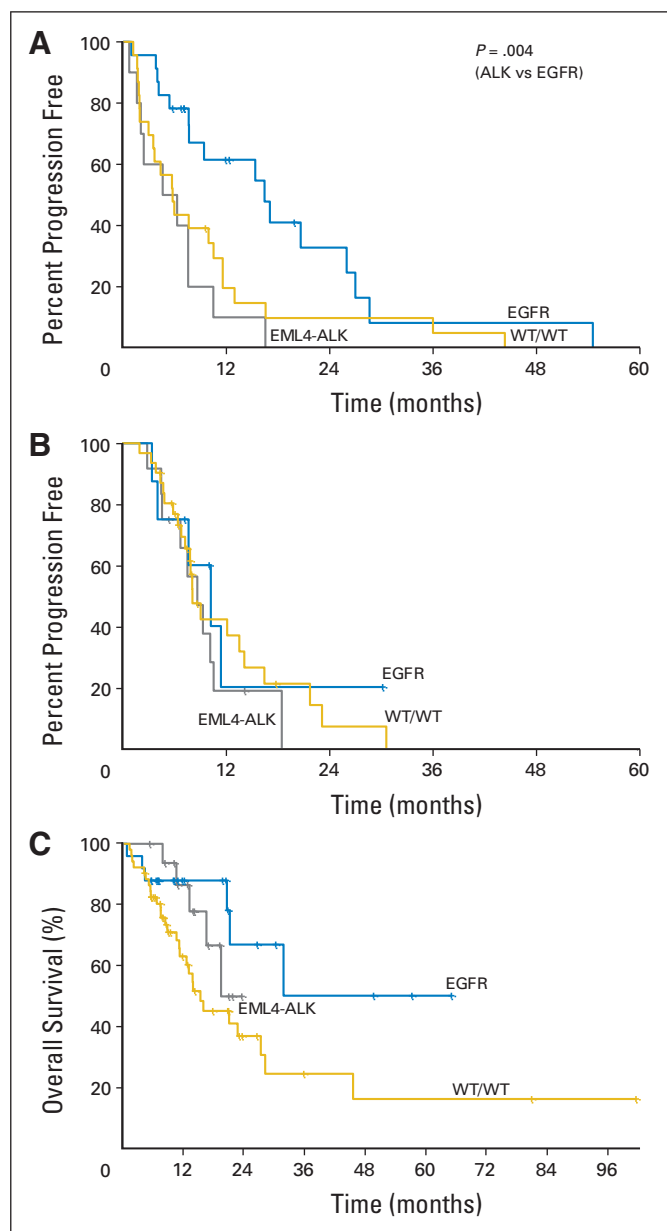 A
P = .004
(ALK vs EGFR)
Percent Progression Free
100
80
60
40
20
0
EML4-ALK
EGFR
WT/WT
12
24
36
48
60
Time (months)
B
Percent Progression Free
100
80
60
40
20
0
EGFR
EML4-ALK
WT/WT
12
24
36
48
60
Time (months)
C
Overall Survival (%)
100
80
60
40
20
0
EGFR
EML4-ALK
WT/WT
12
24
36
48
60
72
84
96
Time (months)